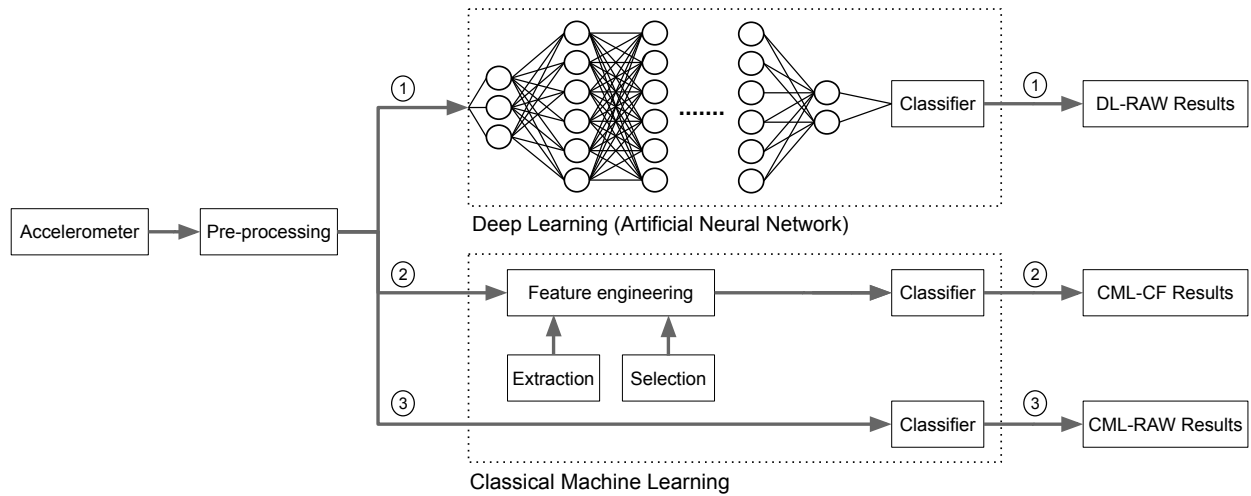 1
1
Classifier
DL-RAW Results
.......
Deep Learning (Artificial Neural Network)
Accelerometer
Pre-processing
2
2
Feature engineering
Classifier
CML-CF Results
Extraction
Selection
3
3
Classifier
CML-RAW Results
Classical Machine Learning